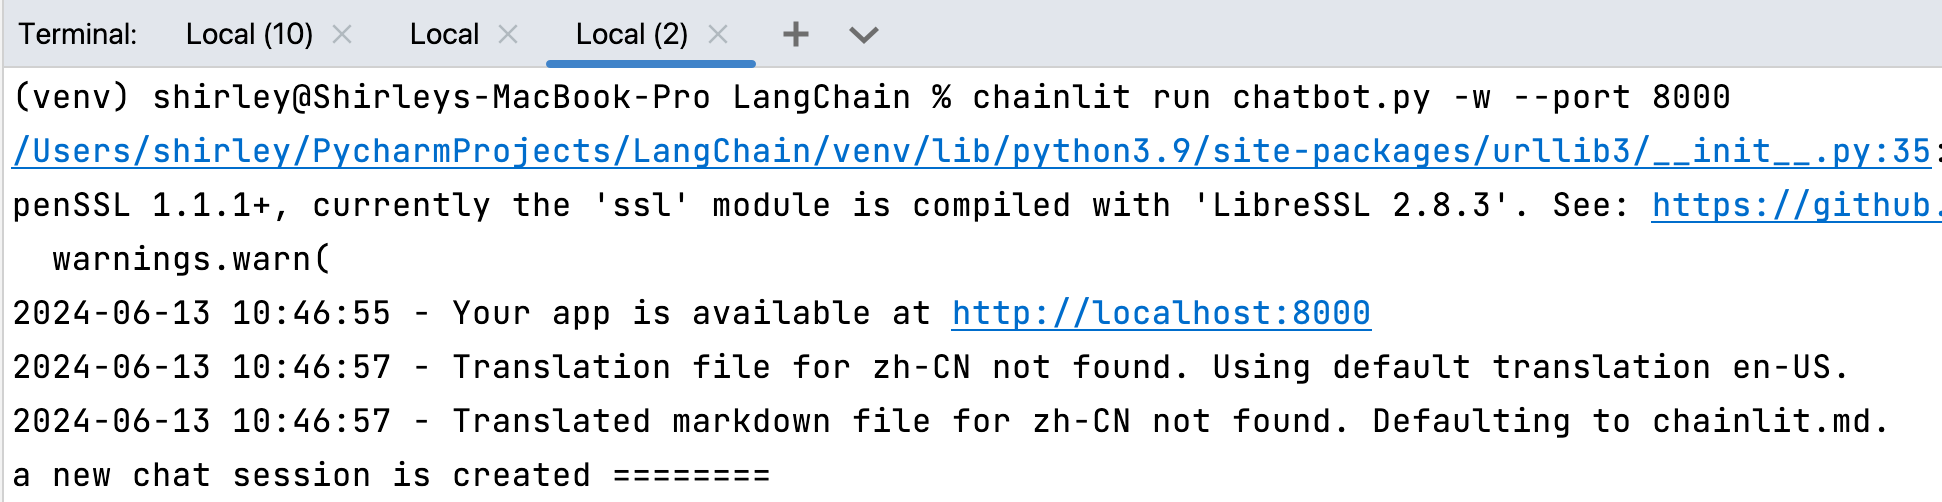 Terminal: Local (10) Local Local (2)
(venv) shirley@Shirleys-MacBook-Pro LangChain % chainlit run chatbot.py -w --port 8000
/Users/shirley/PycharmProjects/LangChain/venv/lib/python3.9/site-packages/urllib3/__init__.py:35:
penSSL 1.1.1+, currently the 'ssl' module is compiled with 'LibreSSL 2.8.3'. See: https://github.
  warnings.warn(
2024-06-13 10:46:55 - Your app is available at http://localhost:8000
2024-06-13 10:46:57 - Translation file for zh-CN not found. Using default translation en-US.
2024-06-13 10:46:57 - Translated markdown file for zh-CN not found. Defaulting to chainlit.md.
a new chat session is created ========